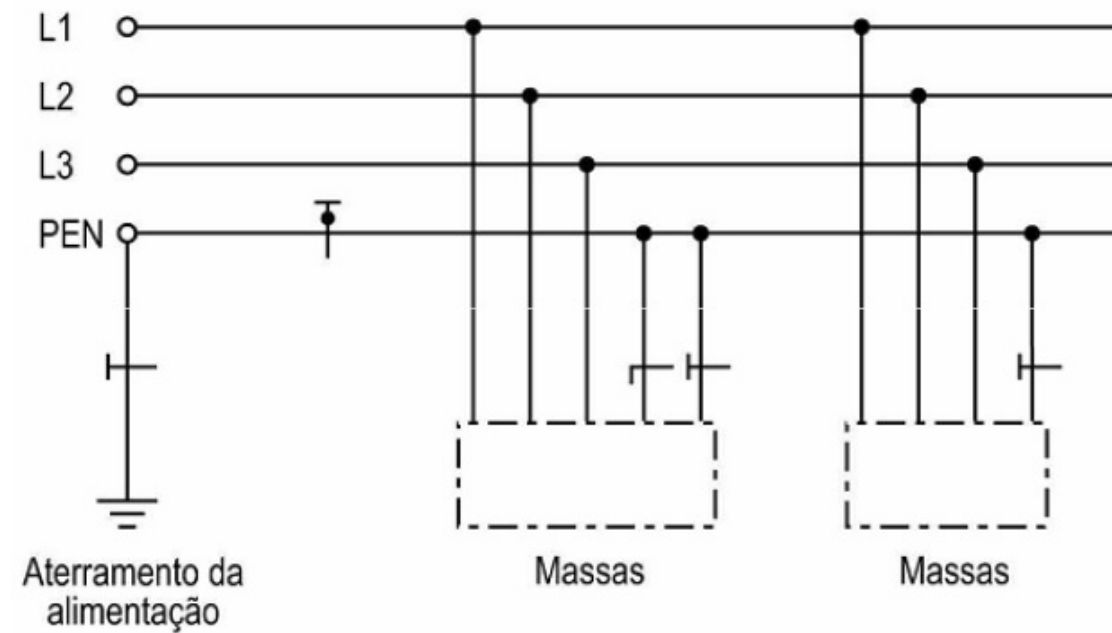 L1
L2
L3
PEN
Aterramento da
alimentação
Massas
Massas